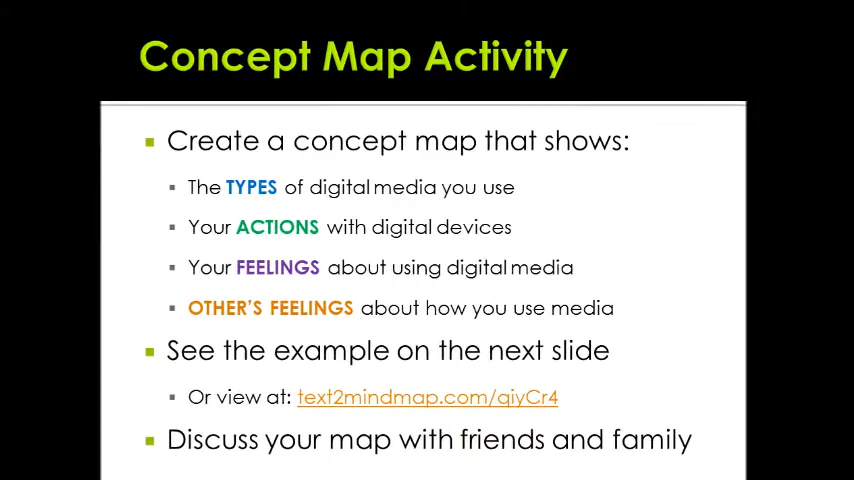 Concept Map Activity
Create a concept map that shows:
The TYPES of digital media you use
Your ACTIONS with digital devices
Your FEELINGS about using digital media
OTHER'S FEELINGS about how you use media
See the example on the next slide
Or view at: text2mindmap.com/qiyCr4
Discuss your map with friends and family